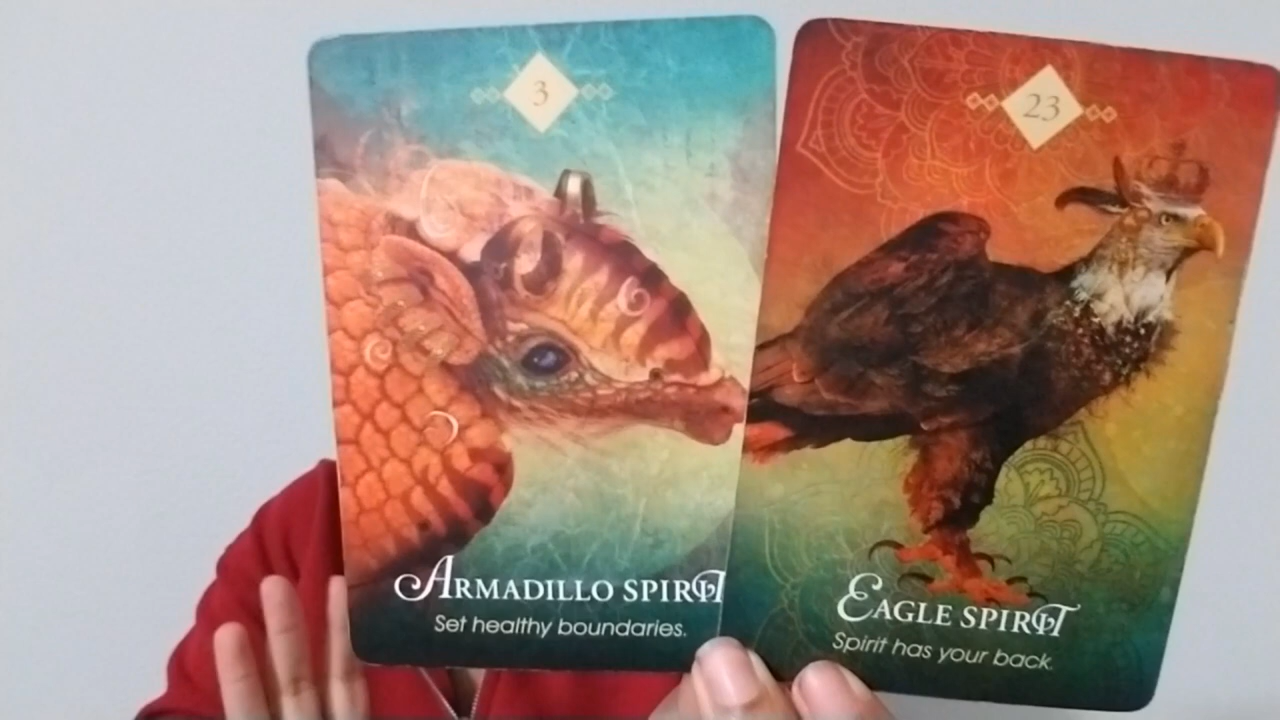 3
ARMADILLO SPIRIT
Set healthy boundaries.
23
EAGLE SPIRIT
Spirit has your back.